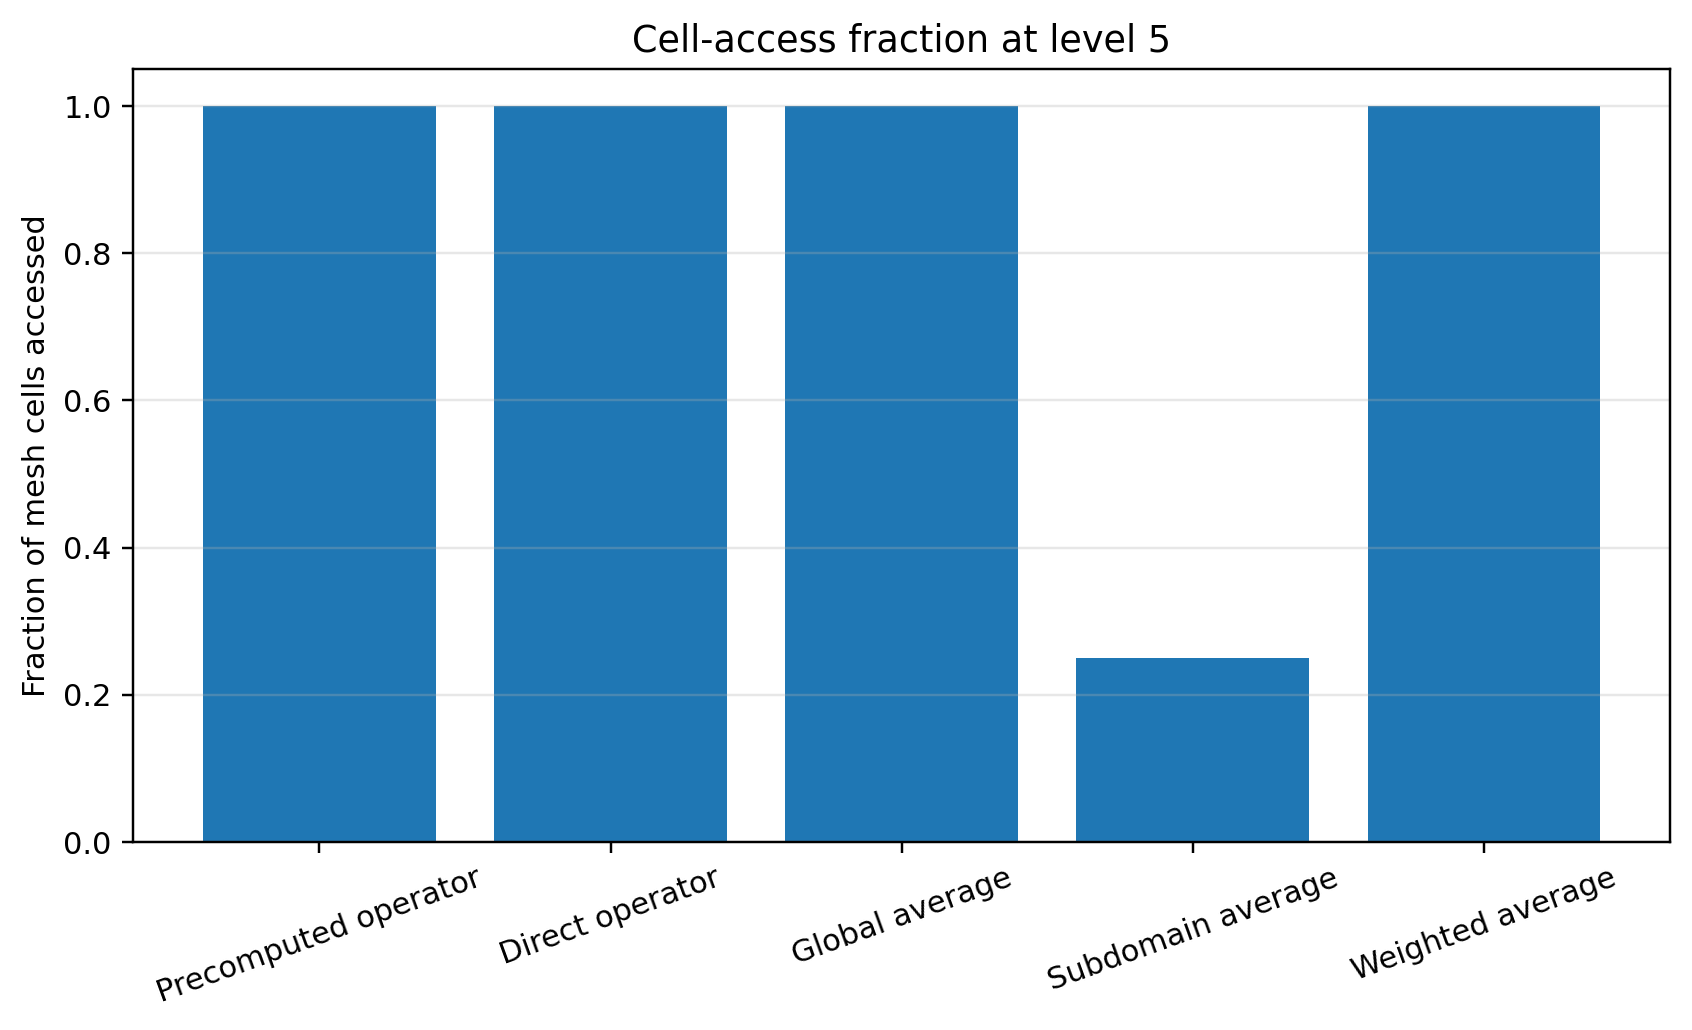 Cell-access fraction at level 5
Fraction of mesh cells accessed
1.0
0.8
0.6
0.4
0.2
0.0
Precomputed operator
Direct operator
Global average
Subdomain average
Weighted average